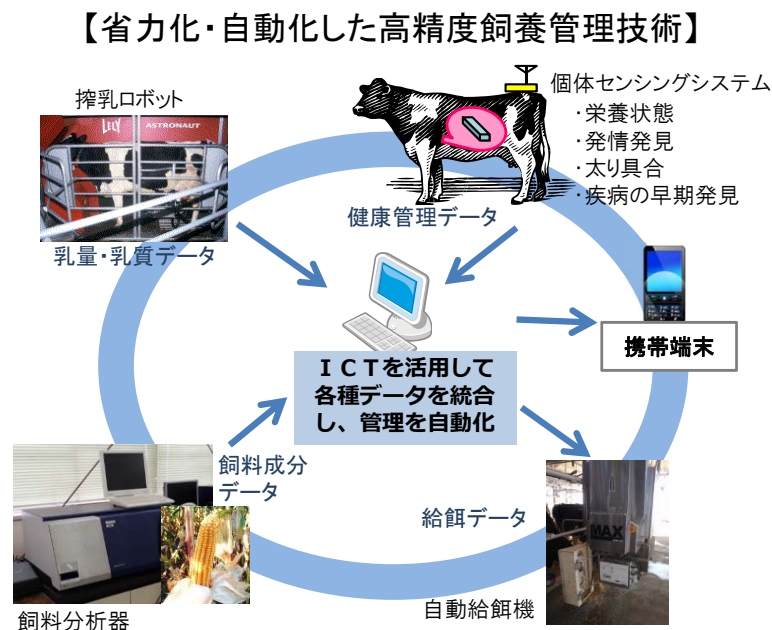 【省力化・自動化した高精度飼養管理技術】
搾乳ロボット
LELY ASTRONAUT
乳量・乳質データ
個体センシングシステム
・栄養状態
・発情発見
・太り具合
・疾病の早期発見
健康管理データ
携帯端末
ＩＣＴを活用して
各種データを統合
し、管理を自動化
飼料成分
データ
飼料分析器
給餌データ
MAX
自動給餌機